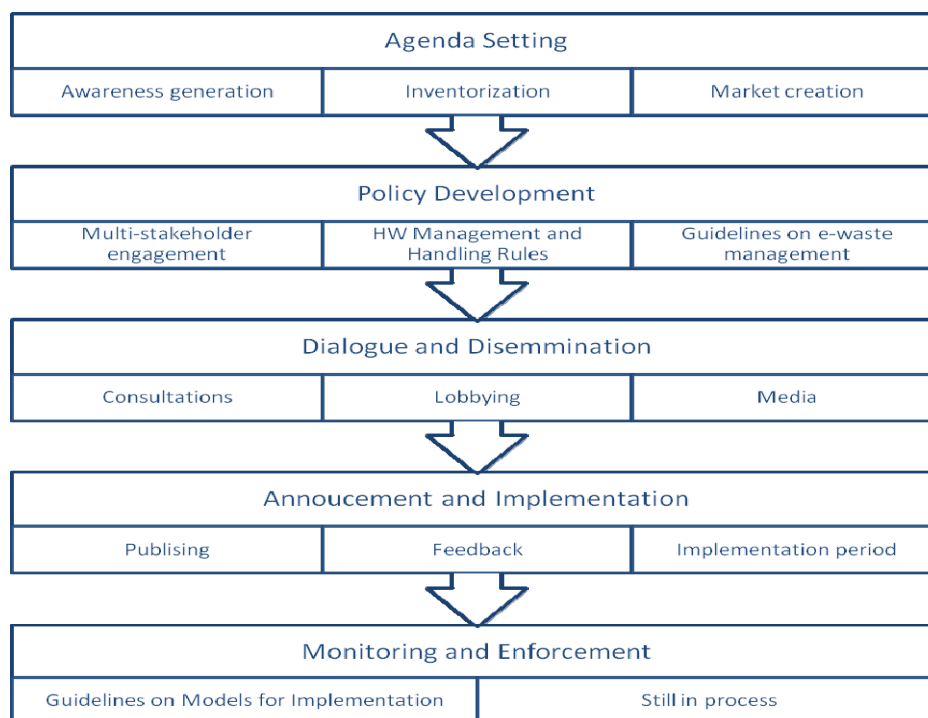 Agenda Setting
Awareness generation
Inventorization
Market creation
Policy Development
Multi-stakeholder
engagement
HW Management and
Handling Rules
Guidelines on e-waste
management
Dialogue and Disemmination
Consultations
Lobbying
Media
Annoucement and Implementation
Publising
Feedback
Implementation period
Monitoring and Enforcement
Guidelines on Models for Implementation
Still in process